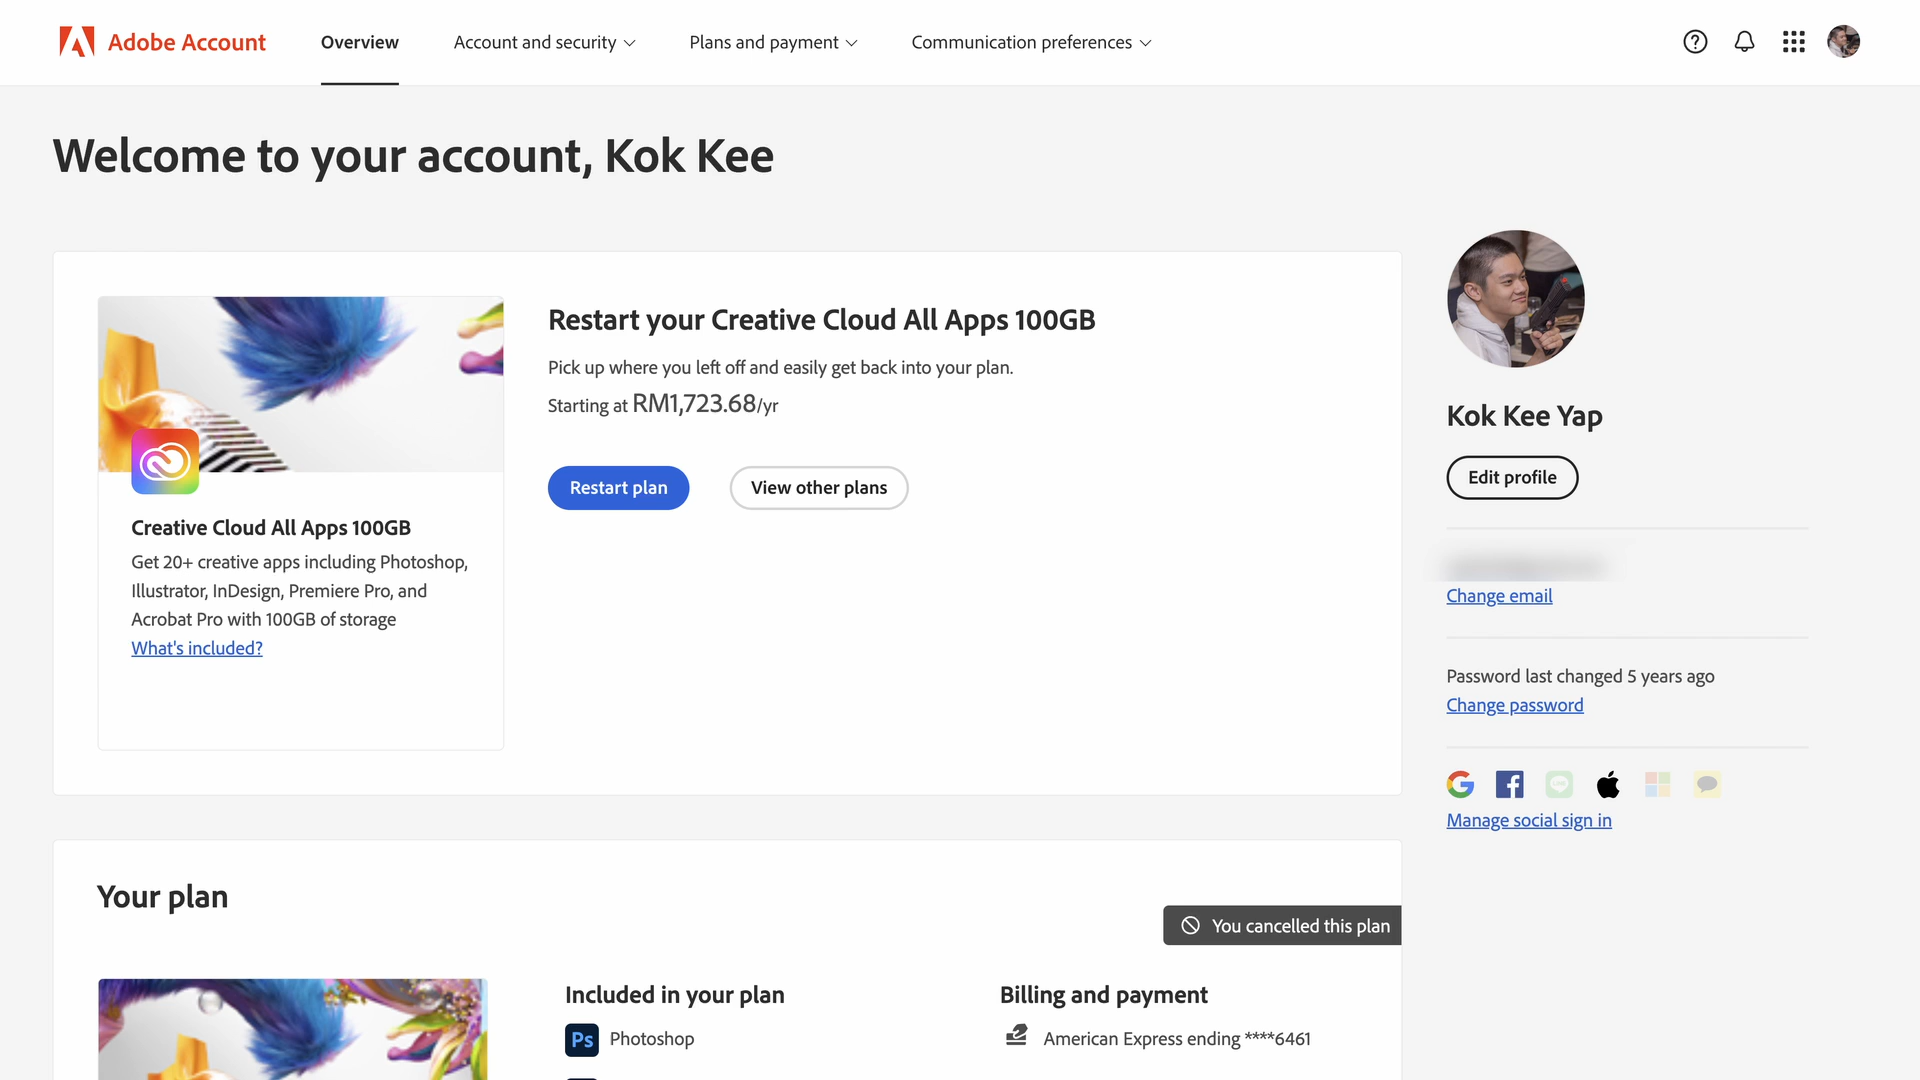 Adobe Account
Overview
Account and security
Plans and payment
Communication preferences
Welcome to your account, Kok Kee
Restart your Creative Cloud All Apps 100GB
Pick up where you left off and easily get back into your plan.
Starting at RM1,723.68/yr
Restart plan
View other plans
Creative Cloud All Apps 100GB
Get 20+ creative apps including Photoshop,
Illustrator, InDesign, Premiere Pro, and
Acrobat Pro with 100GB of storage
What's included?
Kok Kee Yap
Edit profile
Change email
Password last changed 5 years ago
Change password
Manage social sign in
Your plan
You cancelled this plan
Included in your plan
Ps Photoshop
Billing and payment
American Express ending ****6461